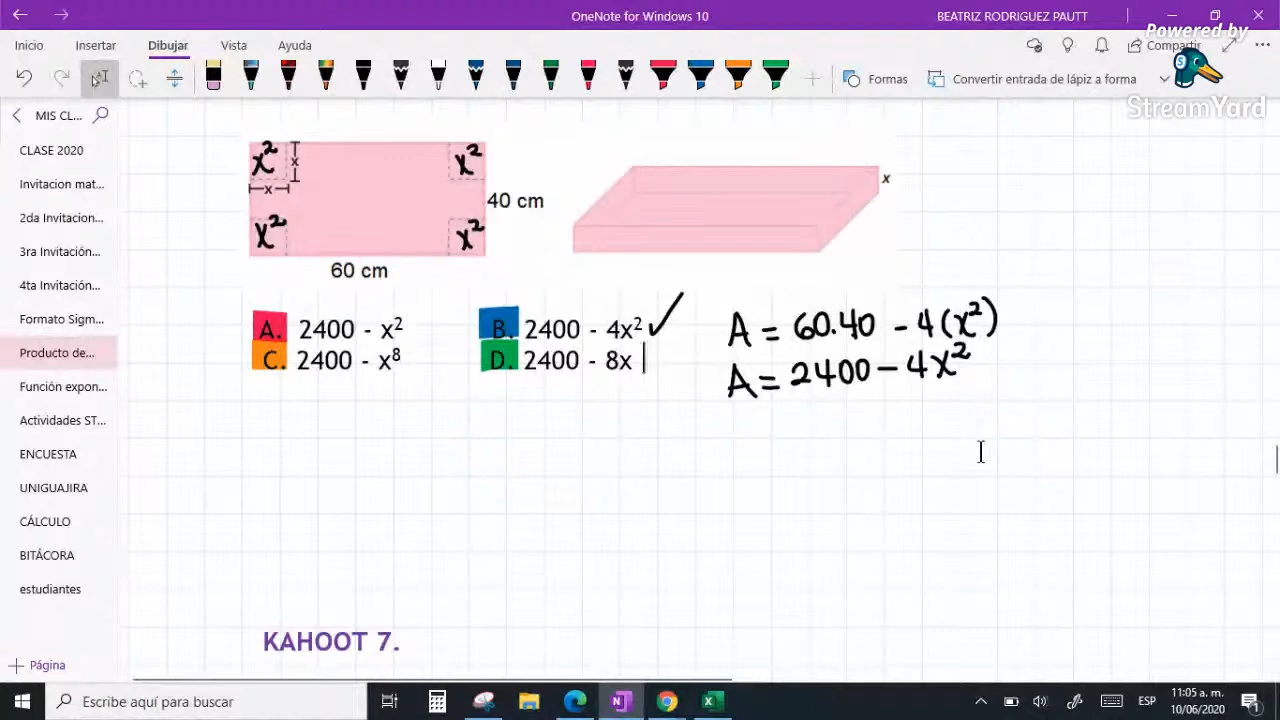 OneNote for Windows 10
BEATRIZ RODRIGUEZ PAUTT
Powered by
StreamYard
Inicio
Insertar
Dibujar
Vista
Ayuda
Compartir
Formas
Convertir entrada de lápiz a forma
MIS CL...
CLASE 2020
Invitacion mat...
2da Invitacion...
3ra Invitación...
4ta Invitación...
Formato Sigm...
Producto de...
Función expon...
Actividades ST...
ENCUESTA
UNIGUAJIRA
CÁLCULO
BITÁCORA
estudiantes
Página
x² x x²
x
40 cm
x² x²
60 cm
x
A. 2400 - x²
B. 2400 - 4x² ✓
C. 2400 - x⁸
D. 2400 - 8x
A = 60.40 - 4(x²)
A = 2400 - 4x²
KAHOOT 7.
Escribe aquí para buscar
ESP
11:05 a. m.
10/06/2020
1